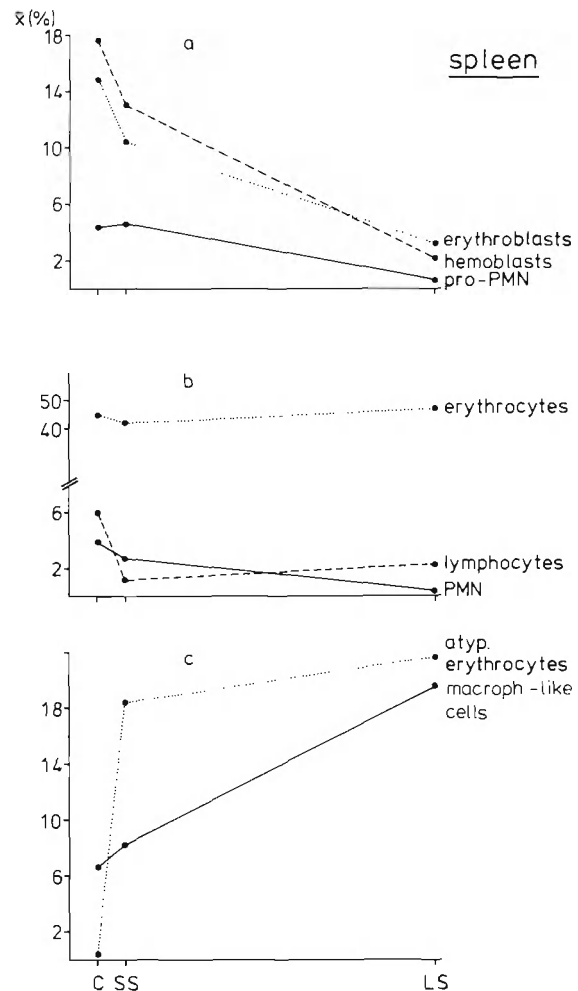 x̄(%)
spleen
a
18
14
10
6
2
erythroblasts
hemoblasts
pro-PMN
b
50
40
6
2
erythrocytes
lymphocytes
PMN
c
18
14
10
6
2
atyp.
erythrocytes
macroph-like
cells
C SS LS